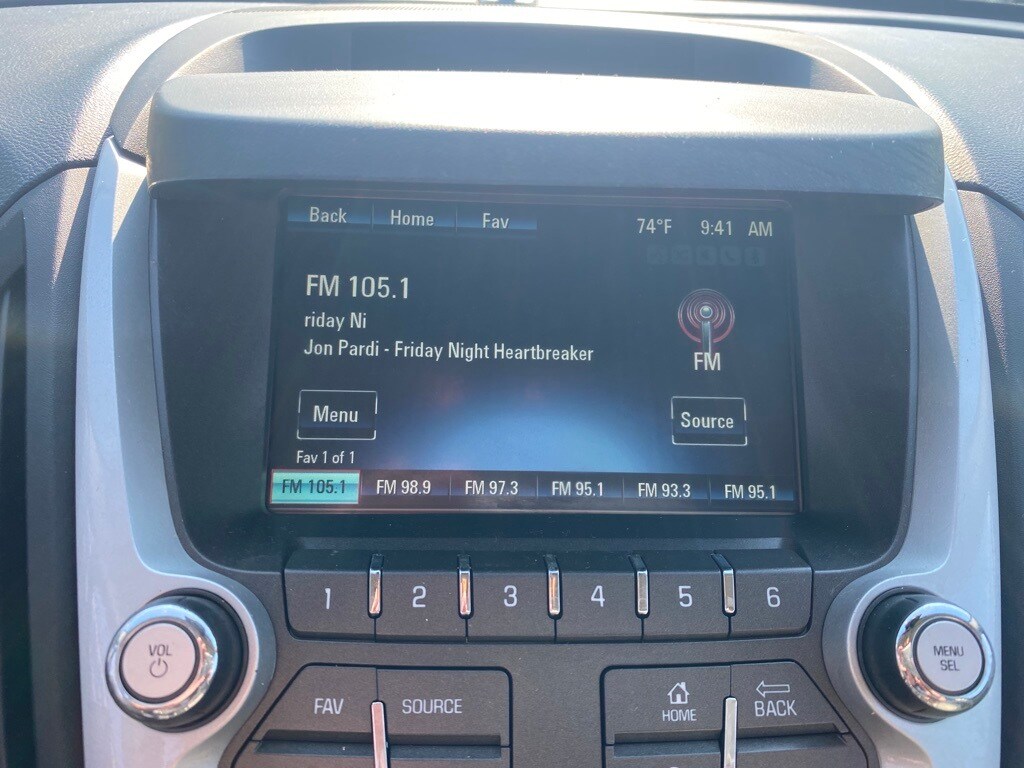 Back Home Fav 74°F 9:41 AM
FM 105.1
riday Ni
Jon Pardi - Friday Night Heartbreaker
FM
Menu Source
Fav 1 of 1
FM 105.1 FM 98.9 FM 97.3 FM 95.1 FM 93.3 FM 95.1
1 2 3 4 5 6
VOL
MENU
SEL
FAV SOURCE
HOME BACK